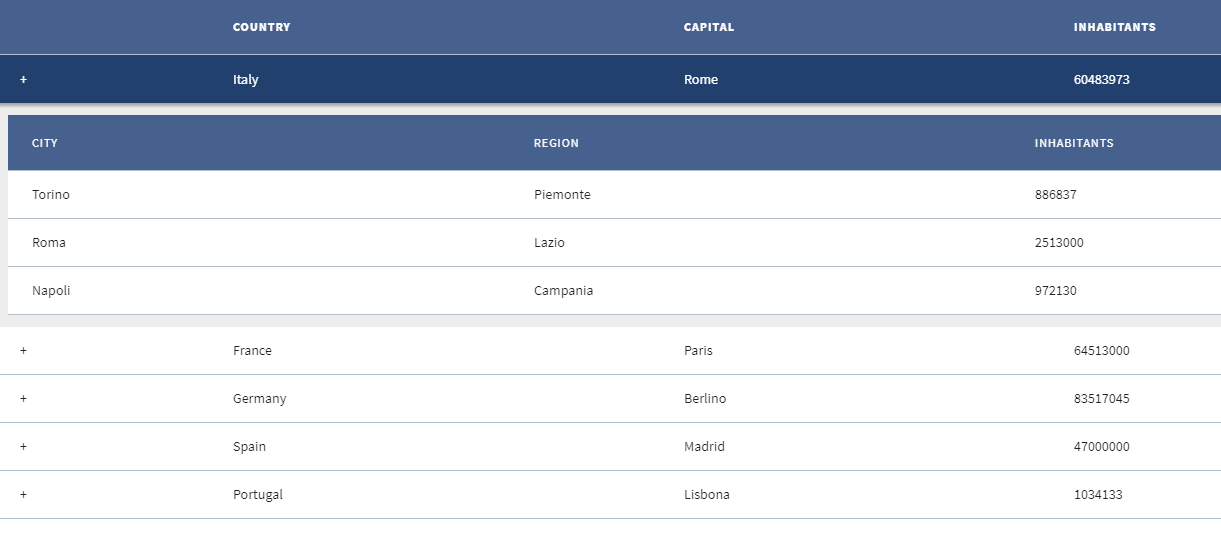 COUNTRY CAPITAL INHABITANTS
+ Italy Rome 60483973
CITY REGION INHABITANTS
Torino Piemonte 886837
Roma Lazio 2513000
Napoli Campania 972130
+ France Paris 64513000
+ Germany Berlino 83517045
+ Spain Madrid 47000000
+ Portugal Lisbona 1034133